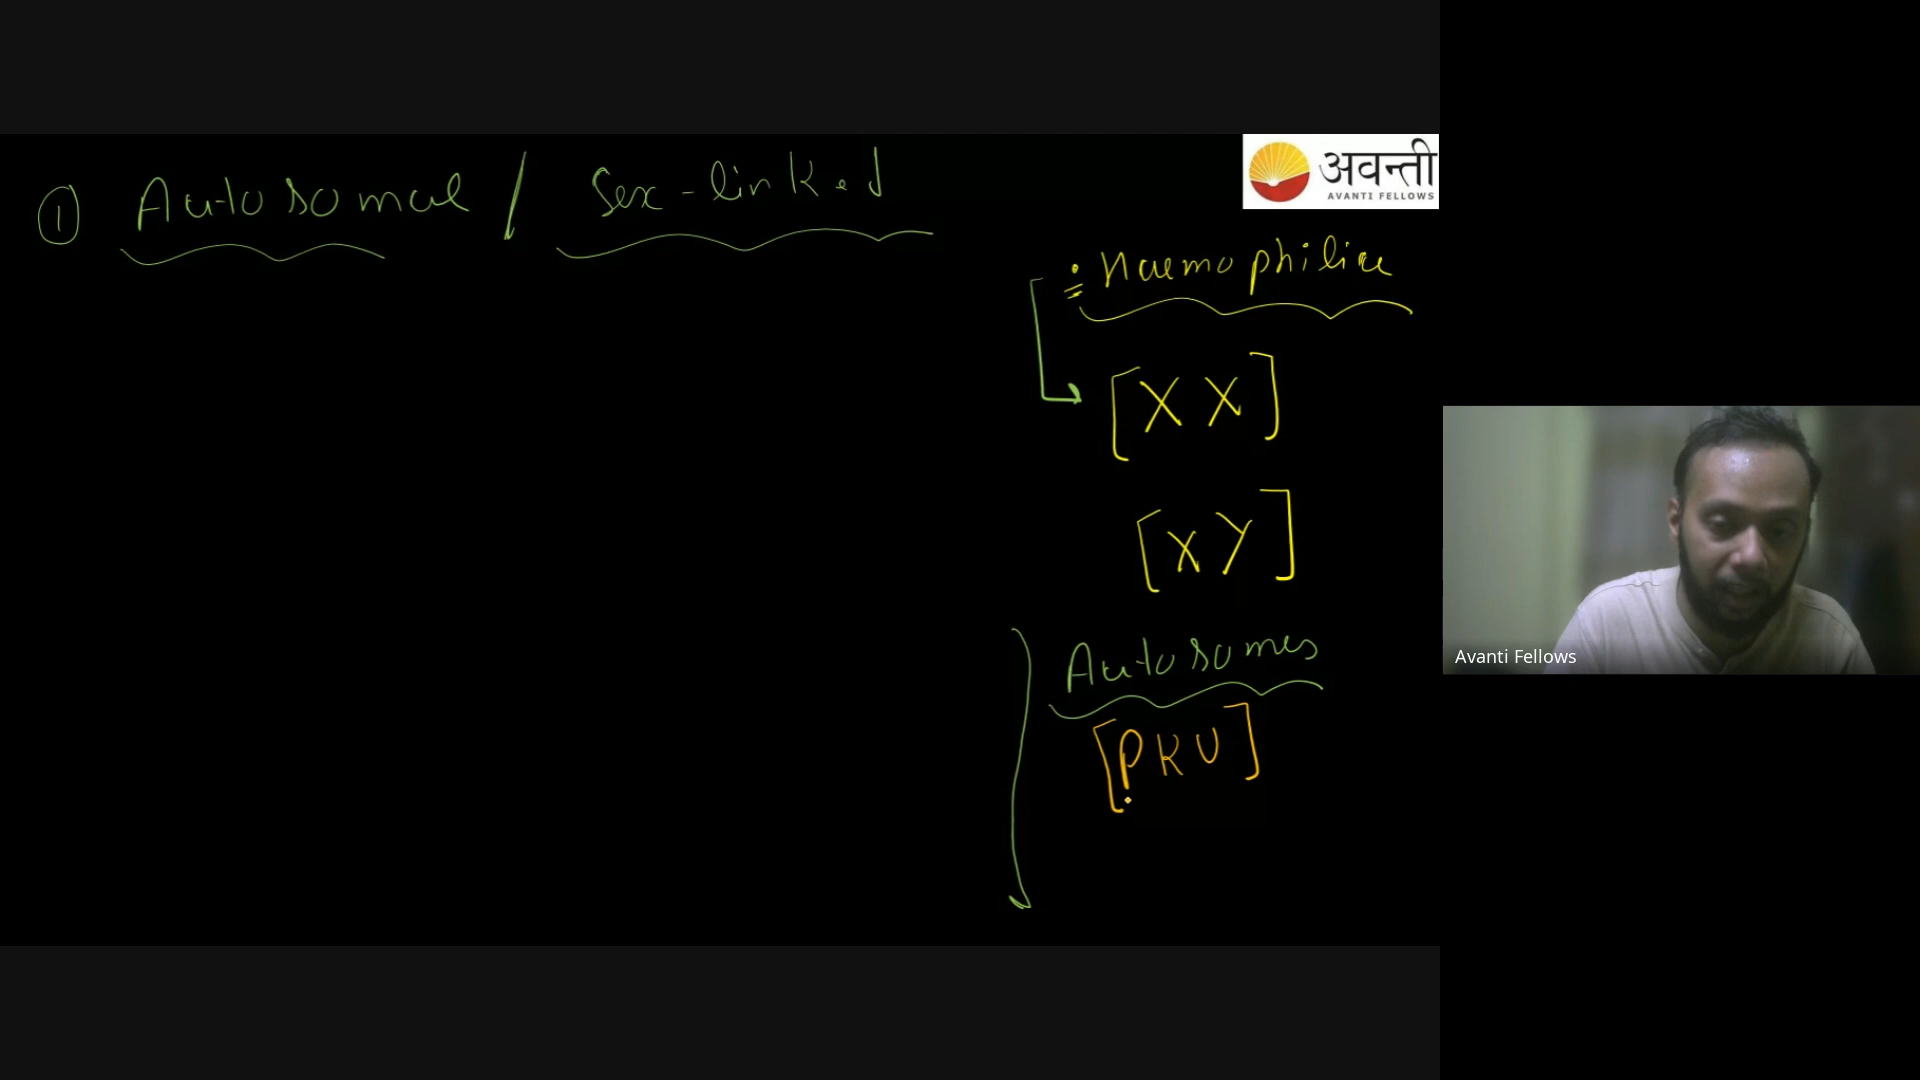 ① Autosomal / Sex-linked
अवन्ती
AVANTI FELLOWS
: Haemophilia
[XX]
[XY]
Autosomes
[PKU]
Avanti Fellows